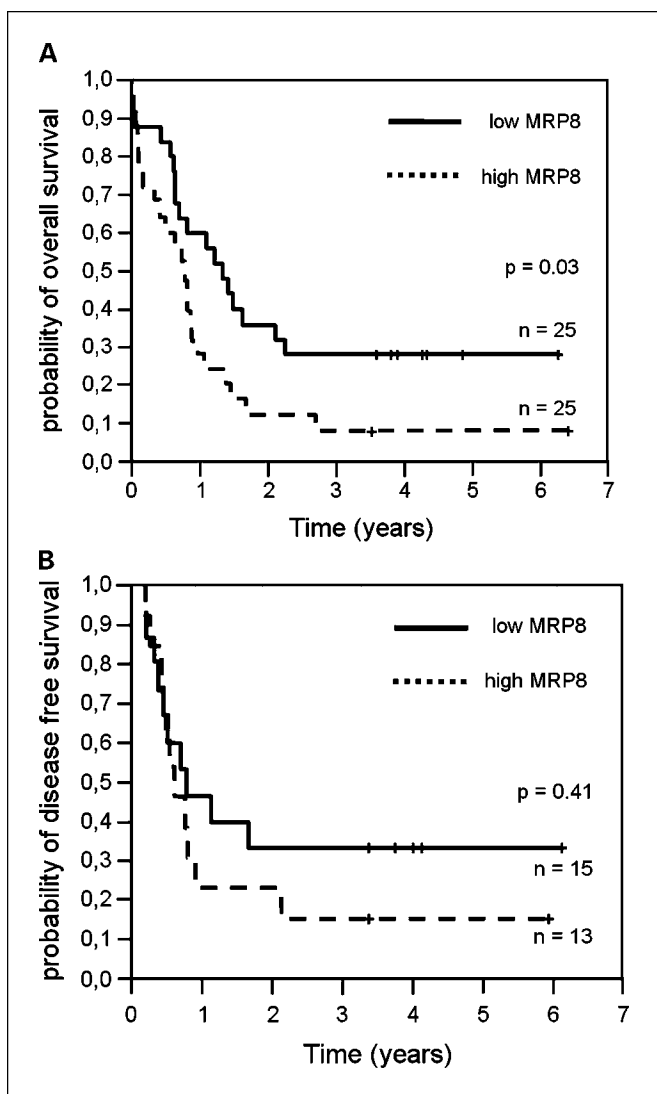 A
probability of overall survival
1,0
0,9
0,8
0,7
0,6
0,5
0,4
0,3
0,2
0,1
0,0
low MRP8
high MRP8
p = 0.03
n = 25
n = 25
0 1 2 3 4 5 6 7
Time (years)
B
probability of disease free survival
1,0
0,9
0,8
0,7
0,6
0,5
0,4
0,3
0,2
0,1
0,0
low MRP8
high MRP8
p = 0.41
n = 15
n = 13
0 1 2 3 4 5 6 7
Time (years)